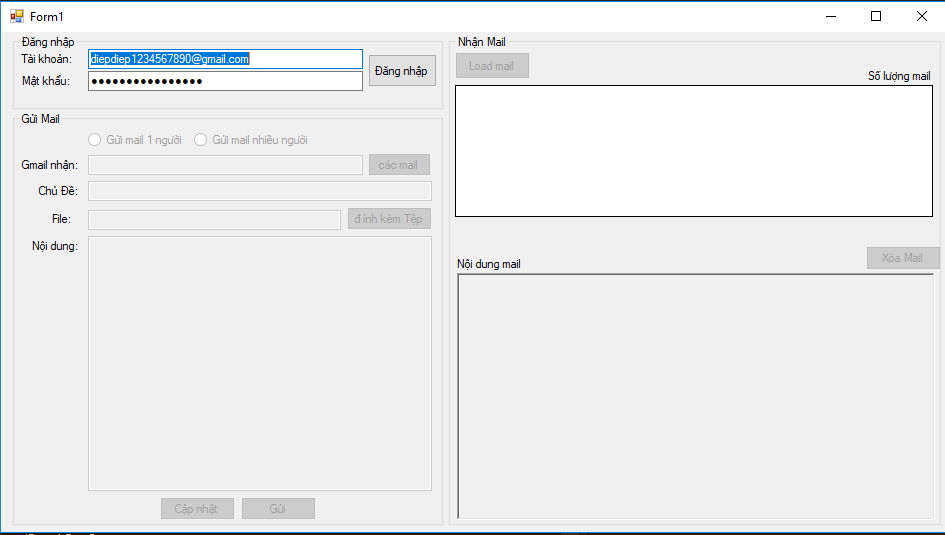 Form1
Đăng nhập
Tài khoản:
diepdiep1234567890@gmail.com
Mật khẩu:
●●●●●●●●●●●●●●●●
Đăng nhập
Gửi Mail
Gửi mail 1 người
Gửi mail nhiều người
Gmail nhận:
các mail
Chủ Đề:
File:
đính kèm Tệp
Nội dung:
Cập nhật
Gửi
Nhận Mail
Load mail
Số lượng mail
Xóa Mail
Nội dung mail